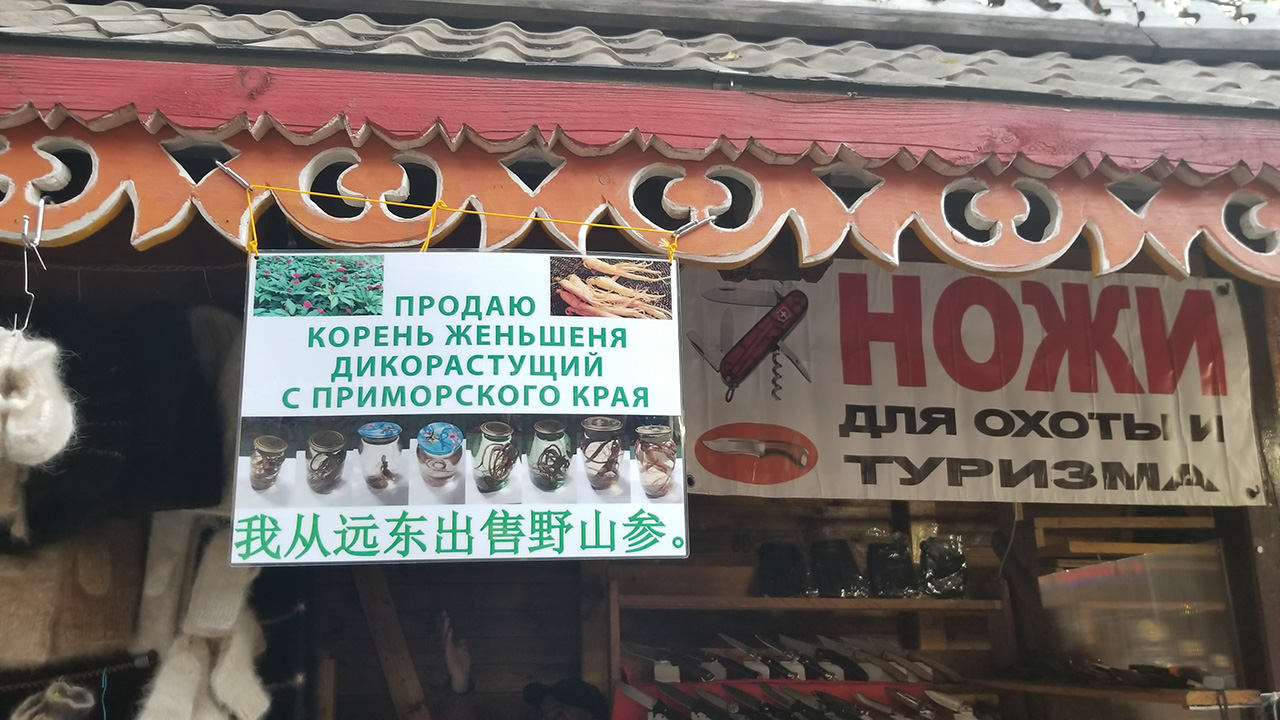 ПРОДАЮ
КОРЕНЬ ЖЕНЬШЕНЯ
ДИКОРАСТУЩИЙ
С ПРИМОРСКОГО КРАЯ
我从远东出售野山参。
НОЖИ
ДЛЯ ОХОТЫ И
ТУРИЗМА